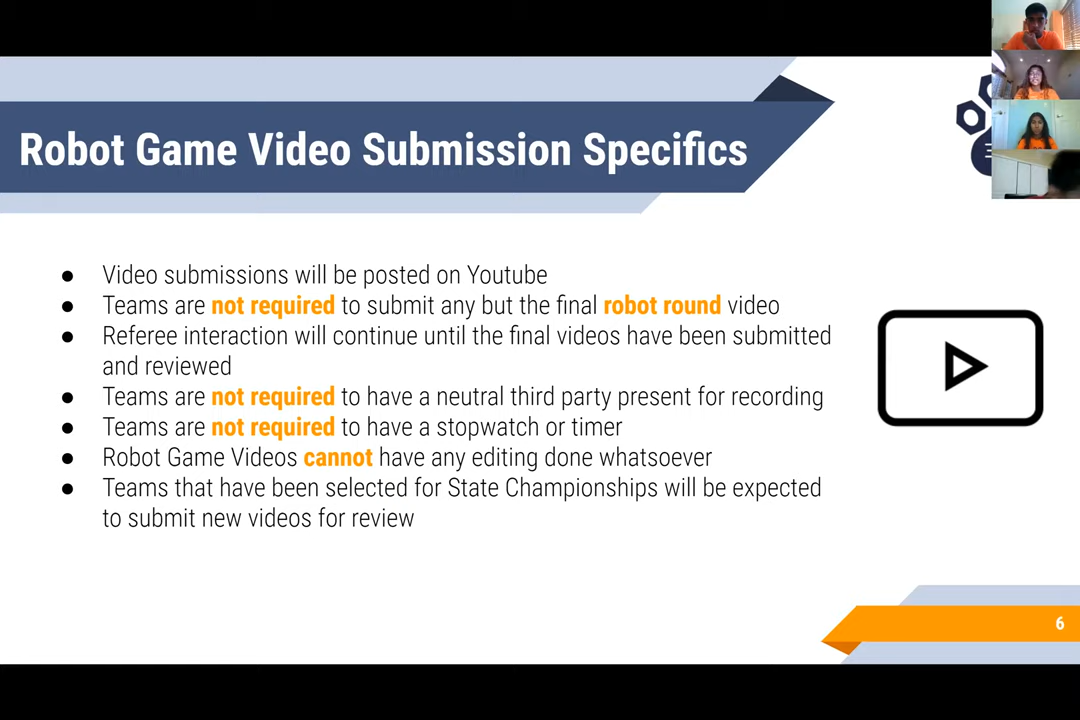 Robot Game Video Submission Specifics
● Video submissions will be posted on Youtube
● Teams are not required to submit any but the final robot round video
● Referee interaction will continue until the final videos have been submitted
and reviewed
● Teams are not required to have a neutral third party present for recording
● Teams are not required to have a stopwatch or timer
● Robot Game Videos cannot have any editing done whatsoever
● Teams that have been selected for State Championships will be expected
to submit new videos for review
6